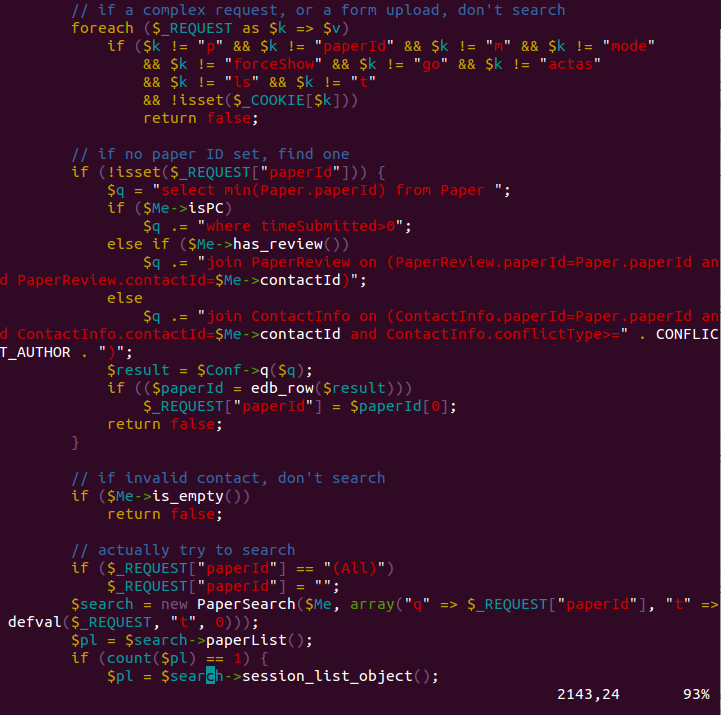 // if a complex request, or a form upload, don't search
foreach ($_REQUEST as $k => $v)
if ($k != "p" && $k != "paperId" && $k != "m" && $k != "mode"
&& $k != "forceShow" && $k != "go" && $k != "actas"
&& $k != "ls" && $k != "t"
&& !isset($_COOKIE[$k]))
return false;
// if no paper ID set, find one
if (!isset($_REQUEST["paperId"])) {
$q = "select min(Paper.paperId) from Paper ";
if ($Me->isPC)
$q .= "where timeSubmitted>0";
else if ($Me->has_review())
$q .= "join PaperReview on (PaperReview.paperId=Paper.paperId an
d PaperReview.contactId=$Me->contactId)";
else
$q .= "join ContactInfo on (ContactInfo.paperId=Paper.paperId an
d ContactInfo.contactId=$Me->contactId and ContactInfo.conflictType>=" . CONFLIC
T_AUTHOR . ")";
$result = $Conf->q($q);
if (($paperId = edb_row($result)))
$_REQUEST["paperId"] = $paperId[0];
return false;
}
// if invalid contact, don't search
if ($Me->is_empty())
return false;
// actually try to search
if ($_REQUEST["paperId"] == "(All)")
$_REQUEST["paperId"] = "";
$search = new PaperSearch($Me, array("q" => $_REQUEST["paperId"], "t" =>
defval($_REQUEST, "t", 0)));
$pl = $search->paperList();
if (count($pl) == 1) {
$pl = $search->session_list_object();
2143,24 93%